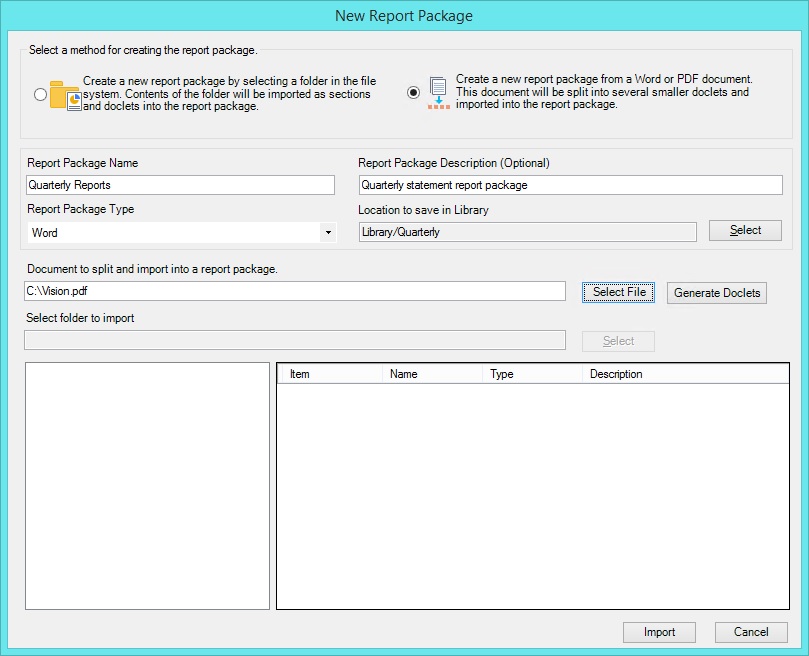 New Report Package
Select a method for creating the report package.
Create a new report package by selecting a folder in the file
system. Contents of the folder will be imported as sections
and doclets into the report package.
Create a new report package from a Word or PDF document.
This document will be split into several smaller doclets and
imported into the report package.
Report Package Name
Report Package Description (Optional)
Quarterly Reports
Quarterly statement report package
Report Package Type
Location to save in Library
Word
Library/Quarterly
Select
Document to split and import into a report package.
C:\Vision.pdf
Select File
Generate Doclets
Select folder to import
Select
Item
Name
Type
Description
Import
Cancel